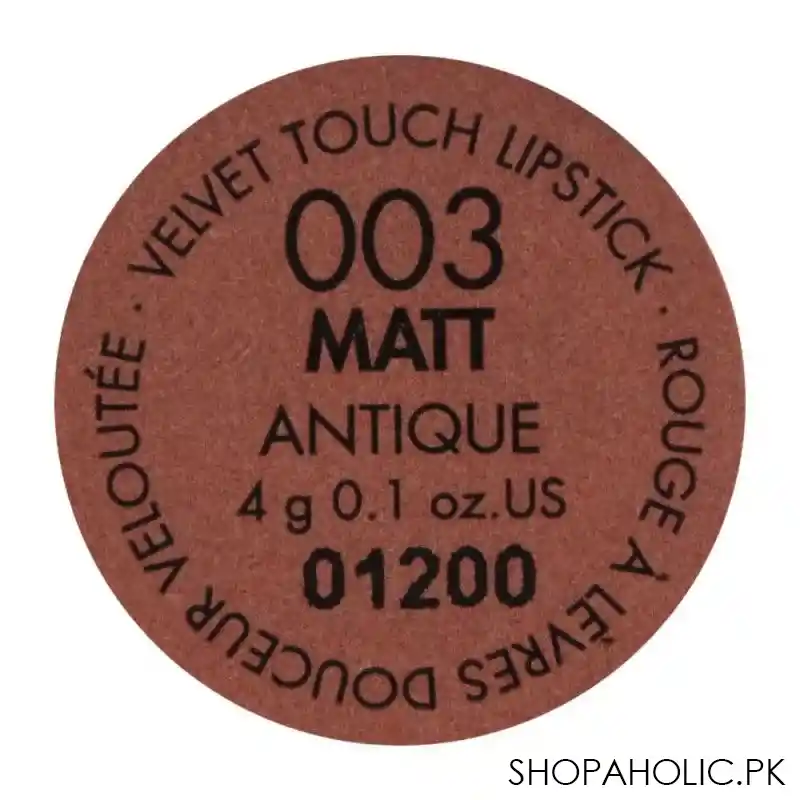 · VELVET TOUCH LIPSTICK · ROUGE À LÈVRES DOUCEUR VELOUTÉE
003
MATT
ANTIQUE
4 g 0.1 oz.US
01200
SHOPAHOLIC.PK